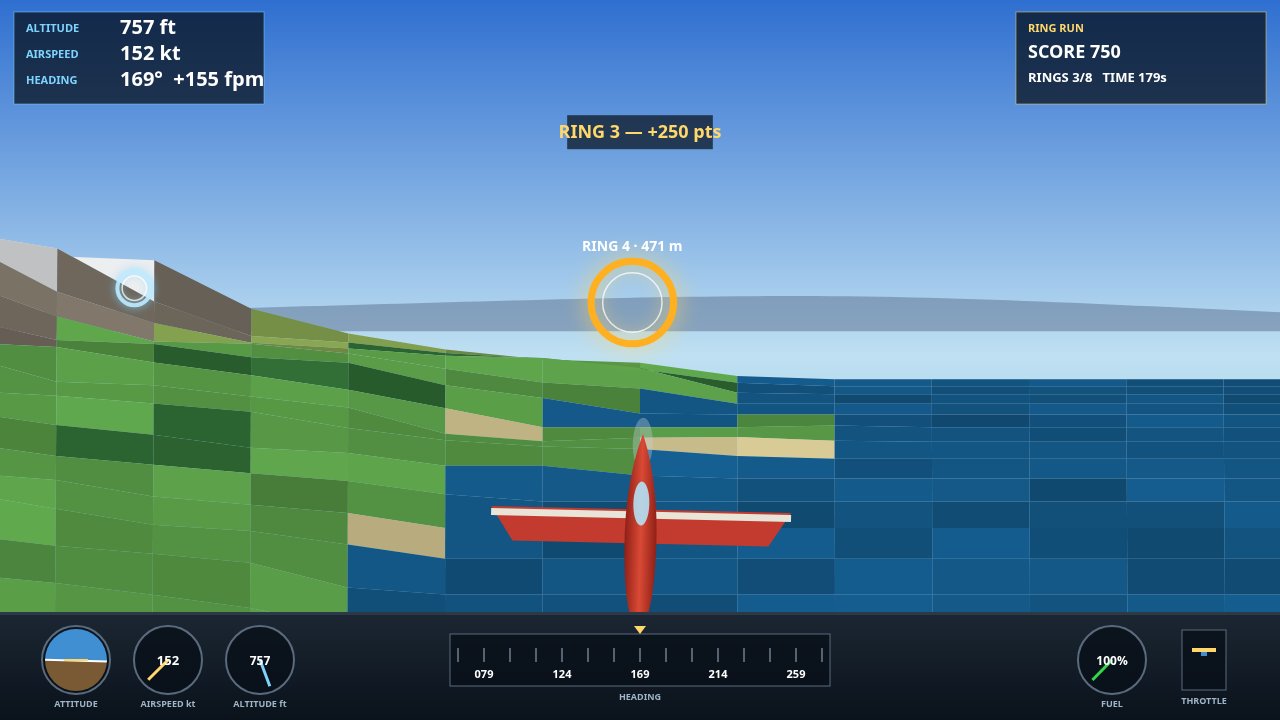 ALTITUDE 757 ft
AIRSPEED 152 kt
HEADING 169° +155 fpm
RING RUN
SCORE 750
RINGS 3/8 TIME 179s
RING 3 — +250 pts
RING 4 · 471 m
152
757
100%
079 124 169 214 259
ATTITUDE
AIRSPEED kt
ALTITUDE ft
HEADING
FUEL
THROTTLE